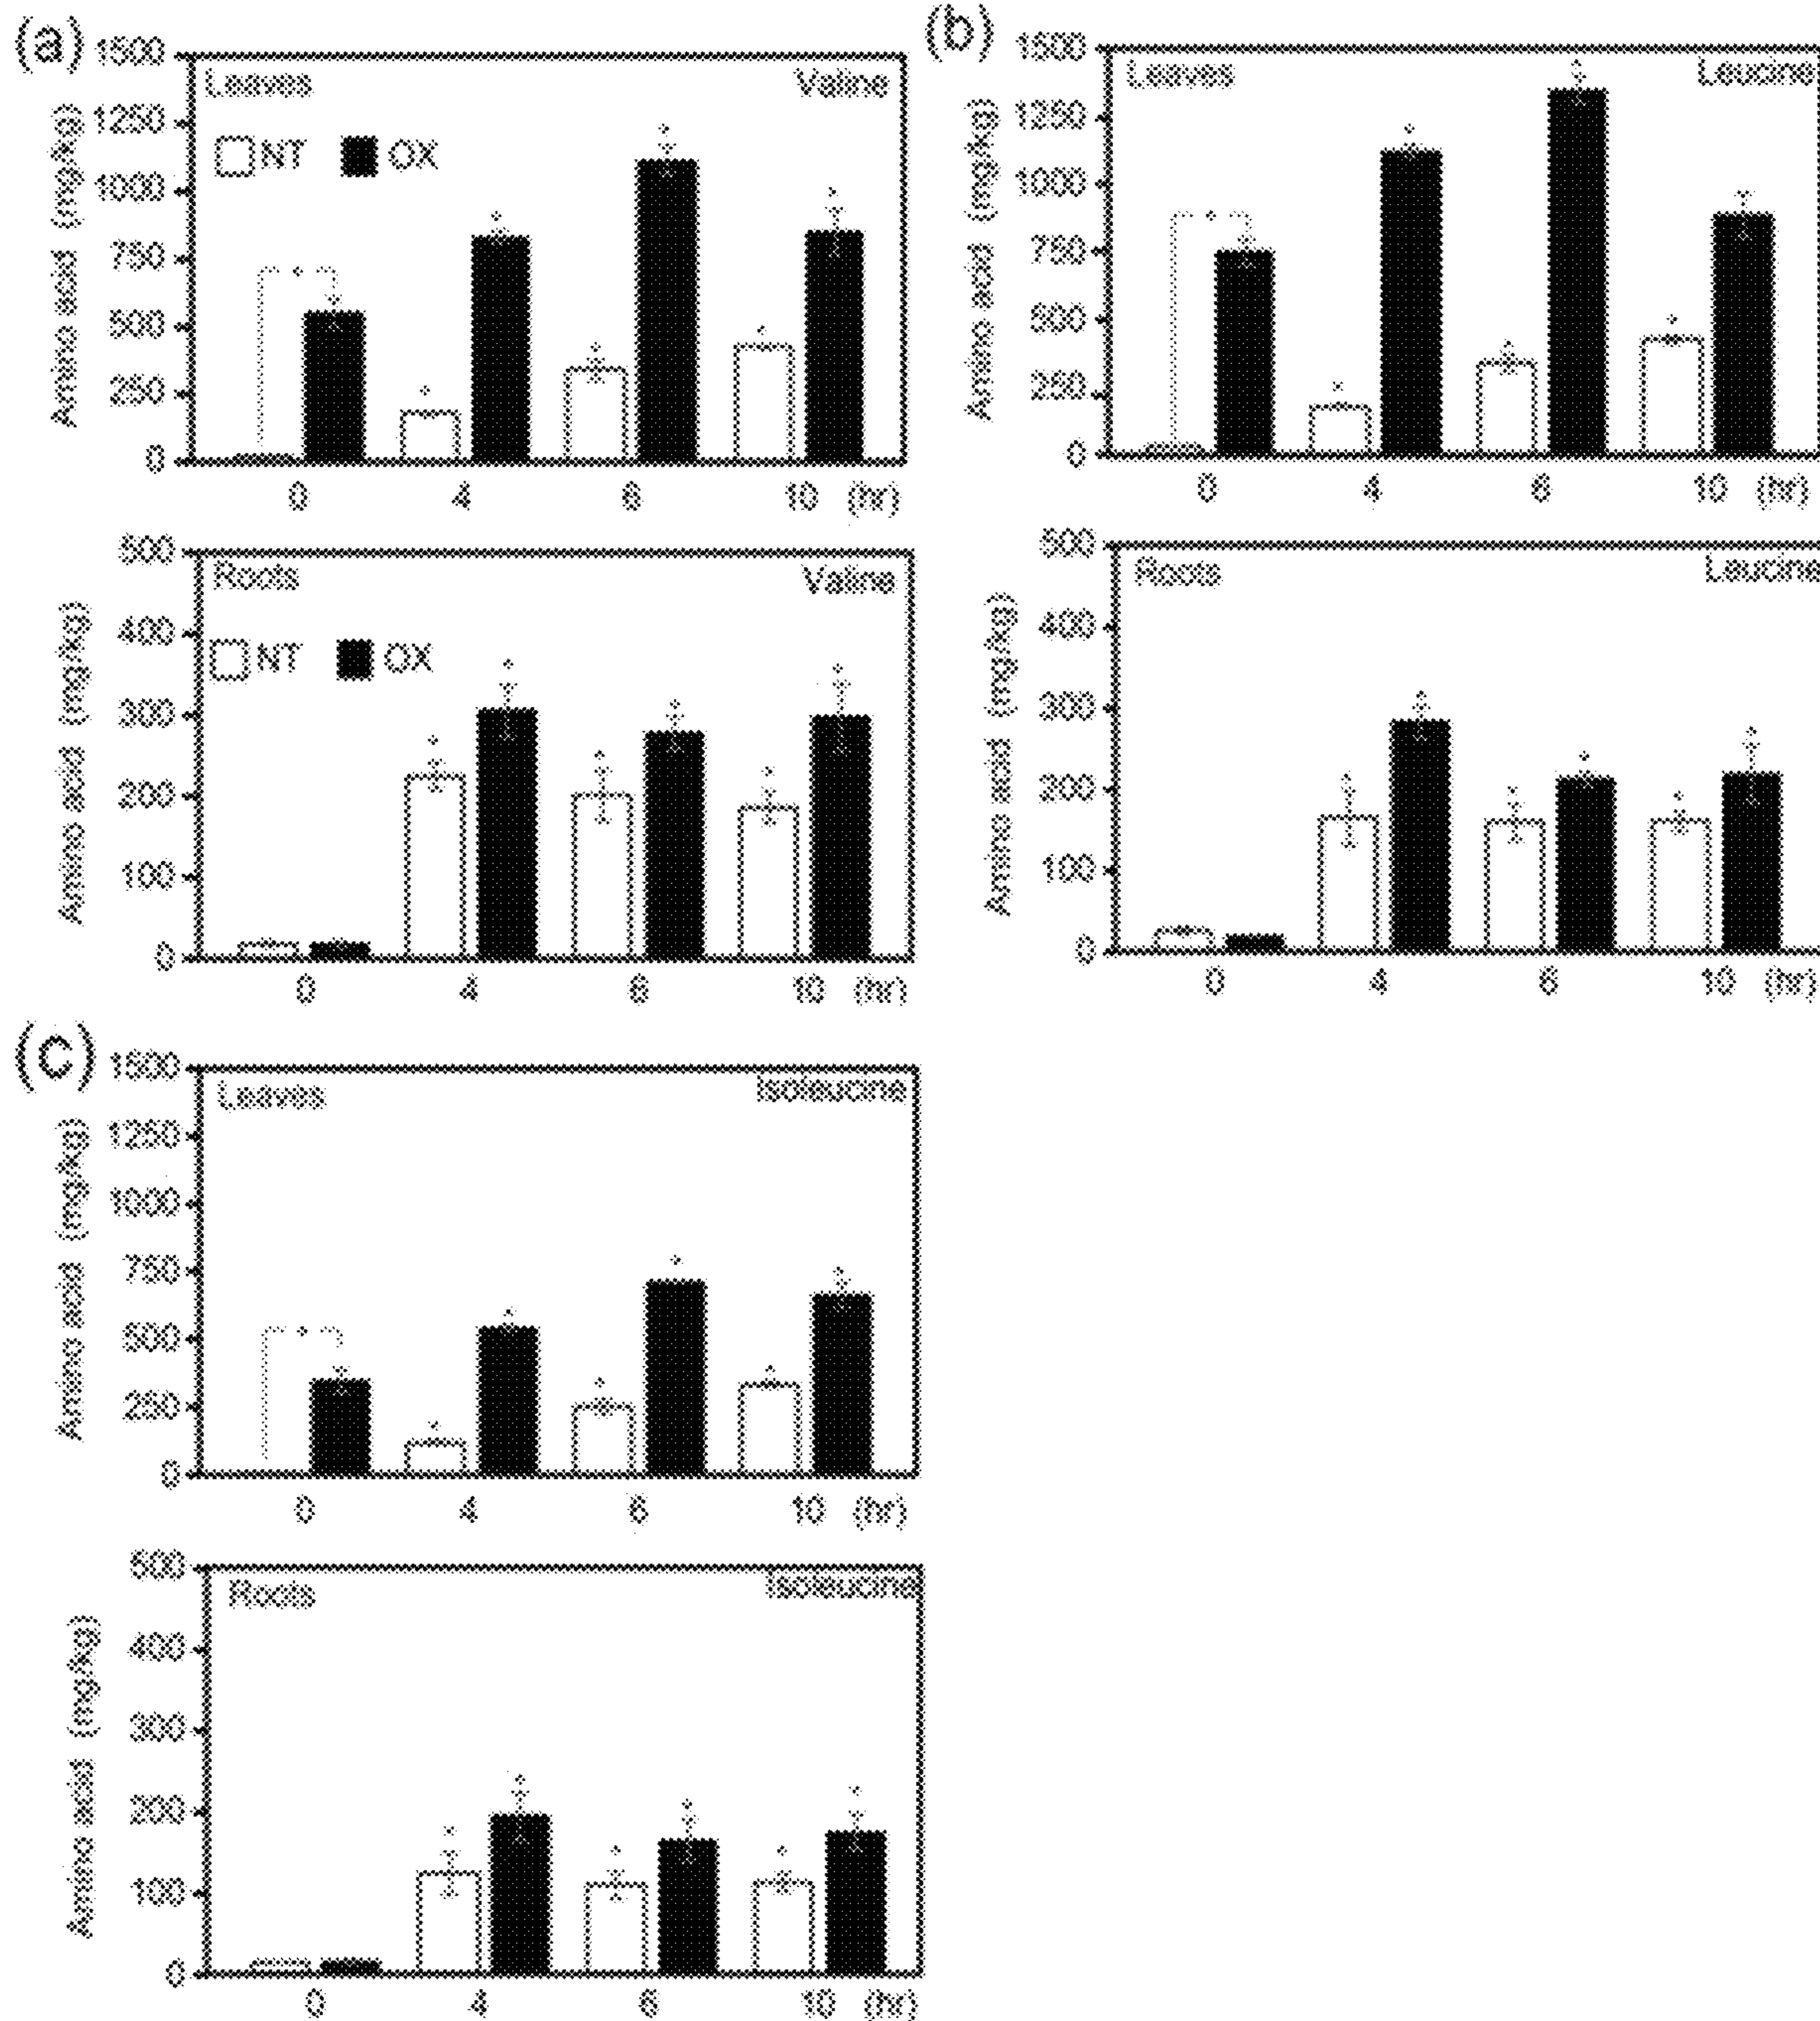 (a)
Leaves Valine
NT OX
Amino acid (mg/kg)
1500
1250
1000
750
500
250
0
0 4 6 10 (hr)
Roots Valine
NT OX
Amino acid (mg/kg)
500
400
300
200
100
0
0 4 6 10 (hr)
(b)
Leaves Leucine
Amino acid (mg/kg)
1500
1250
1000
750
500
250
0
0 4 6 10 (hr)
Roots Leucine
Amino acid (mg/kg)
500
400
300
200
100
0
0 4 6 10 (hr)
(c)
Leaves Isoleucine
Amino acid (mg/kg)
1500
1250
1000
750
500
250
0
0 4 6 10 (hr)
Roots Isoleucine
Amino acid (mg/kg)
500
400
300
200
100
0
0 4 6 10 (hr)